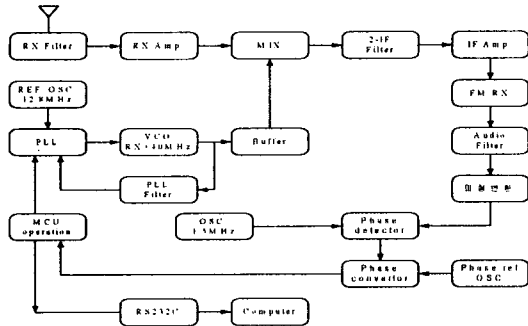 RX Filter
RX Amp
MIX
2-IF
Filter
IF Amp
REF OSC
12.8MHz
FM RX
PLL
VCO
RX+40MHz
Buffer
Audio
Filter
PLL
Filter
MCU
operation
OSC
Phase
detector
Phase
convertor
Phase ref
OSC
RS232C
Computer